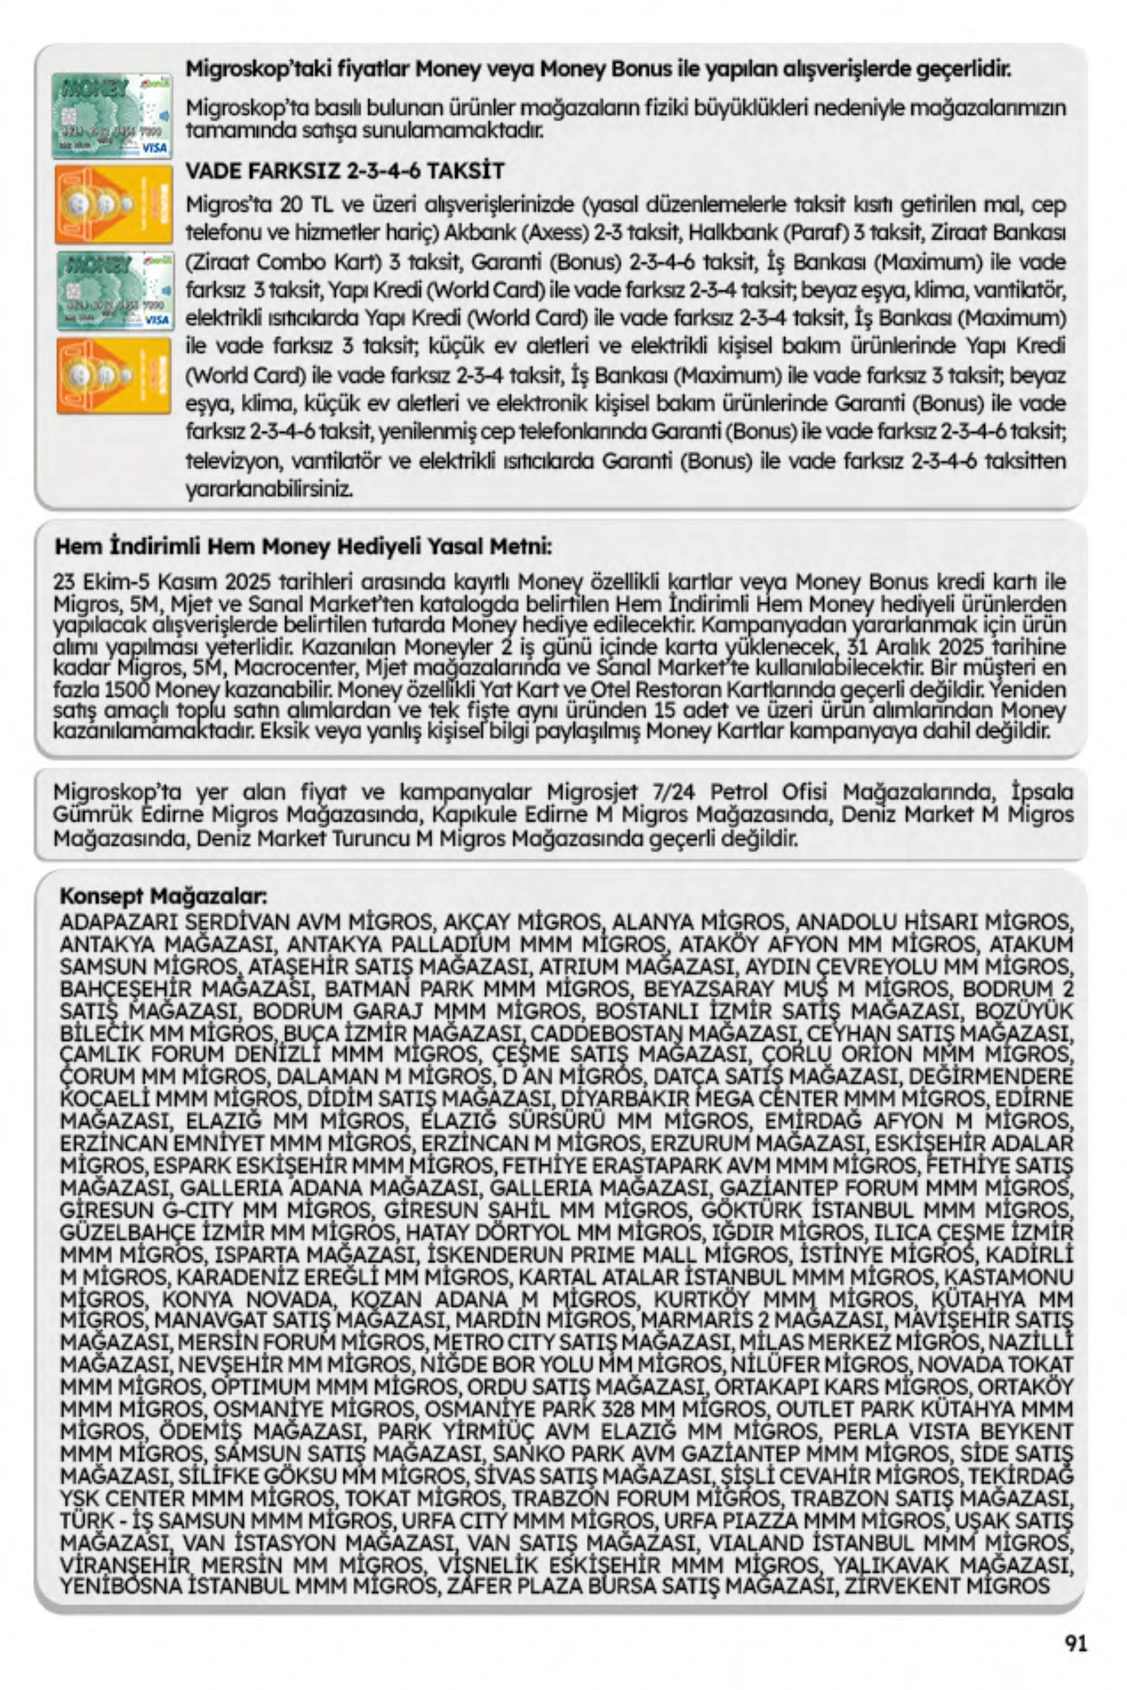 Migroskop'taki fiyatlar Money veya Money Bonus ile yapılan alışverişlerde geçerlidir.
Migroskop'ta basılı bulunan ürünler mağazaların fiziki büyüklükleri nedeniyle mağazalarımızın
tamamında satışa sunulamamaktadır.
MONEY
VISA
VADE FARKSIZ 2-3-4-6 TAKSİT
Migros'ta 20 TL ve üzeri alışverişlerinizde (yasal düzenlemelerle taksit kısıtı getirilen mal, cep
telefonu ve hizmetler hariç) Akbank (Axess) 2-3 taksit, Halkbank (Paraf) 3 taksit, Ziraat Bankası
(Ziraat Combo Kart) 3 taksit, Garanti (Bonus) 2-3-4-6 taksit, İş Bankası (Maximum) ile vade
farksız 3 taksit, Yapı Kredi (World Card) ile vade farksız 2-3-4 taksit; beyaz eşya, klima, vantilatör,
elektrikli ısıtıcılarda Yapı Kredi (World Card) ile vade farksız 2-3-4 taksit, İş Bankası (Maximum)
ile vade farksız 3 taksit; küçük ev aletleri ve elektrikli kişisel bakım ürünlerinde Yapı Kredi
(World Card) ile vade farksız 2-3-4 taksit, İş Bankası (Maximum) ile vade farksız 3 taksit; beyaz
eşya, klima, küçük ev aletleri ve elektronik kişisel bakım ürünlerinde Garanti (Bonus) ile vade
farksız 2-3-4-6 taksit, yenilenmiş cep telefonlarında Garanti (Bonus) ile vade farksız 2-3-4-6 taksit;
televizyon, vantilatör ve elektrikli ısıtıcılarda Garanti (Bonus) ile vade farksız 2-3-4-6 taksitten
yararlanabilirsiniz.
MONEY
VISA
Hem İndirimli Hem Money Hediyeli Yasal Metni:
23 Ekim-5 Kasım 2025 tarihleri arasında kayıtlı Money özellikli kartlar veya Money Bonus kredi kartı ile
Migros, 5M, Mjet ve Sanal Market'ten katalogda belirtilen Hem İndirimli Hem Money hediyeli ürünlerden
yapılacak alışverişlerde belirtilen tutarda Money hediye edilecektir. Kampanyadan yararlanmak için ürün
alımı yapılması yeterlidir. Kazanılan Moneyler 2 iş günü içinde karta yüklenecek, 31 Aralık 2025 tarihine
kadar Migros, 5M, Macrocenter, Mjet mağazalarında ve Sanal Market'te kullanılabilecektir. Bir müşteri en
fazla 1500 Money kazanabilir. Money özellikli Yat Kart ve Otel Restoran Kartlarında geçerli değildir. Yeniden
satış amaçlı toplu satın alımlardan ve tek fişte aynı üründen 15 adet ve üzeri ürün alımlarından Money
kazanılamamaktadır. Eksik veya yanlış kişisel bilgi paylaşılmış Money Kartlar kampanyaya dahil değildir.
Migroskop'ta yer alan fiyat ve kampanyalar Migrosjet 7/24 Petrol Ofisi Mağazalarında, İpsala
Gümrük Edirne Migros Mağazasında, Kapıkule Edirne M Migros Mağazasında, Deniz Market M Migros
Mağazasında, Deniz Market Turuncu M Migros Mağazasında geçerli değildir.
Konsept Mağazalar:
ADAPAZARI SERDİVAN AVM MİGROS, AKÇAY MİGROS, ALANYA MİGROS, ANADOLU HİSARI MİGROS,
ANTAKYA MAĞAZASI, ANTAKYA PALLADİUM MMM MİGROS, ATAKÖY AFYON MM MİGROS, ATAKUM
SAMSUN MİGROS, ATAŞEHİR SATIŞ MAĞAZASI, ATRIUM MAĞAZASI, AYDIN ÇEVREYOLU MM MİGROS,
BAHÇEŞEHİR MAĞAZASI, BATMAN PARK MMM MİGROS, BEYAZSARAY MUŞ M MİGROS, BODRUM 2
SATIŞ MAĞAZASI, BODRUM GARAJ MMM MİGROS, BOSTANLI İZMİR SATIŞ MAĞAZASI, BOZÜYÜK
BİLECİK MM MİGROS, BUCA İZMİR MAĞAZASI, CADDEBOSTAN MAĞAZASI, CEYHAN SATIŞ MAĞAZASI,
ÇAMLIK FORUM DENİZLİ MMM MİGROS, ÇEŞME SATIŞ MAĞAZASI, ÇORLU ORİON MMM MİGROS,
ÇORUM MM MİGROS, DALAMAN M MİGROS, D AN MİGROS, DATÇA SATIŞ MAĞAZASI, DEĞİRMENDERE
KOCAELİ MMM MİGROS, DİDİM SATIŞ MAĞAZASI, DİYARBAKIR MEGA CENTER MMM MİGROS, EDİRNE
MAĞAZASI, ELAZIĞ MM MİGROS, ELAZIĞ SÜRSÜRÜ MM MİGROS, EMİRDAĞ AFYON M MİGROS,
ERZİNCAN EMNİYET MMM MİGROS, ERZİNCAN M MİGROS, ERZURUM MAĞAZASI, ESKİŞEHİR ADALAR
MİGROS, ESPARK ESKİŞEHİR MMM MİGROS, FETHİYE ERASTAPARK AVM MMM MİGROS, FETHİYE SATIŞ
MAĞAZASI, GALLERIA ADANA MAĞAZASI, GALLERIA MAĞAZASI, GAZİANTEP FORUM MMM MİGROS,
GİRESUN G-CITY MM MİGROS, GİRESUN SAHİL MM MİGROS, GÖKTÜRK İSTANBUL MMM MİGROS,
GÜZELBAHÇE İZMİR MM MİGROS, HATAY DÖRTYOL MM MİGROS, IĞDIR MİGROS, ILICA ÇEŞME İZMİR
MMM MİGROS, ISPARTA MAĞAZASI, İSKENDERUN PRIME MALL MİGROS, İSTİNYE MİGROS, KADİRLİ
M MİGROS, KARADENİZ EREĞLİ MM MİGROS, KARTAL ATALAR İSTANBUL MMM MİGROS, KASTAMONU
MİGROS, KONYA NOVADA, KOZAN ADANA M MİGROS, KURTKÖY MMM MİGROS, KÜTAHYA MM
MİGROS, MANAVGAT SATIŞ MAĞAZASI, MARDİN MİGROS, MARMARİS 2 MAĞAZASI, MAVİŞEHİR SATIŞ
MAĞAZASI, MERSİN FORUM MİGROS, METRO CITY SATIŞ MAĞAZASI, MİLAS MERKEZ MİGROS, NAZİLLİ
MAĞAZASI, NEVŞEHİR MM MİGROS, NİĞDE BOR YOLU MM MİGROS, NİLÜFER MİGROS, NOVADA TOKAT
MMM MİGROS, OPTIMUM MMM MİGROS, ORDU SATIŞ MAĞAZASI, ORTAKAPI KARS MİGROS, ORTAKÖY
MMM MİGROS, OSMANİYE MİGROS, OSMANİYE PARK 328 MM MİGROS, OUTLET PARK KÜTAHYA MMM
MİGROS, ÖDEMİŞ MAĞAZASI, PARK YİRMİÜÇ AVM ELAZIĞ MM MİGROS, PERLA VISTA BEYKENT
MMM MİGROS, SAMSUN SATIŞ MAĞAZASI, SANKO PARK AVM GAZİANTEP MMM MİGROS, SİDE SATIŞ
MAĞAZASI, SİLİFKE GÖKSU MM MİGROS, SİVAS SATIŞ MAĞAZASI, ŞİŞLİ CEVAHİR MİGROS, TEKİRDAĞ
YSK CENTER MMM MİGROS, TOKAT MİGROS, TRABZON FORUM MİGROS, TRABZON SATIŞ MAĞAZASI,
TÜRK - İŞ SAMSUN MMM MİGROS, URFA CITY MMM MİGROS, URFA PIAZZA MMM MİGROS, UŞAK SATIŞ
MAĞAZASI, VAN İSTASYON MAĞAZASI, VAN SATIŞ MAĞAZASI, VIALAND İSTANBUL MMM MİGROS,
VİRANŞEHİR MERSİN MM MİGROS, VİŞNELİK ESKİŞEHİR MMM MİGROS, YALIKAVAK MAĞAZASI,
YENİBOSNA İSTANBUL MMM MİGROS, ZAFER PLAZA BURSA SATIŞ MAĞAZASI, ZİRVEKENT MİGROS
91